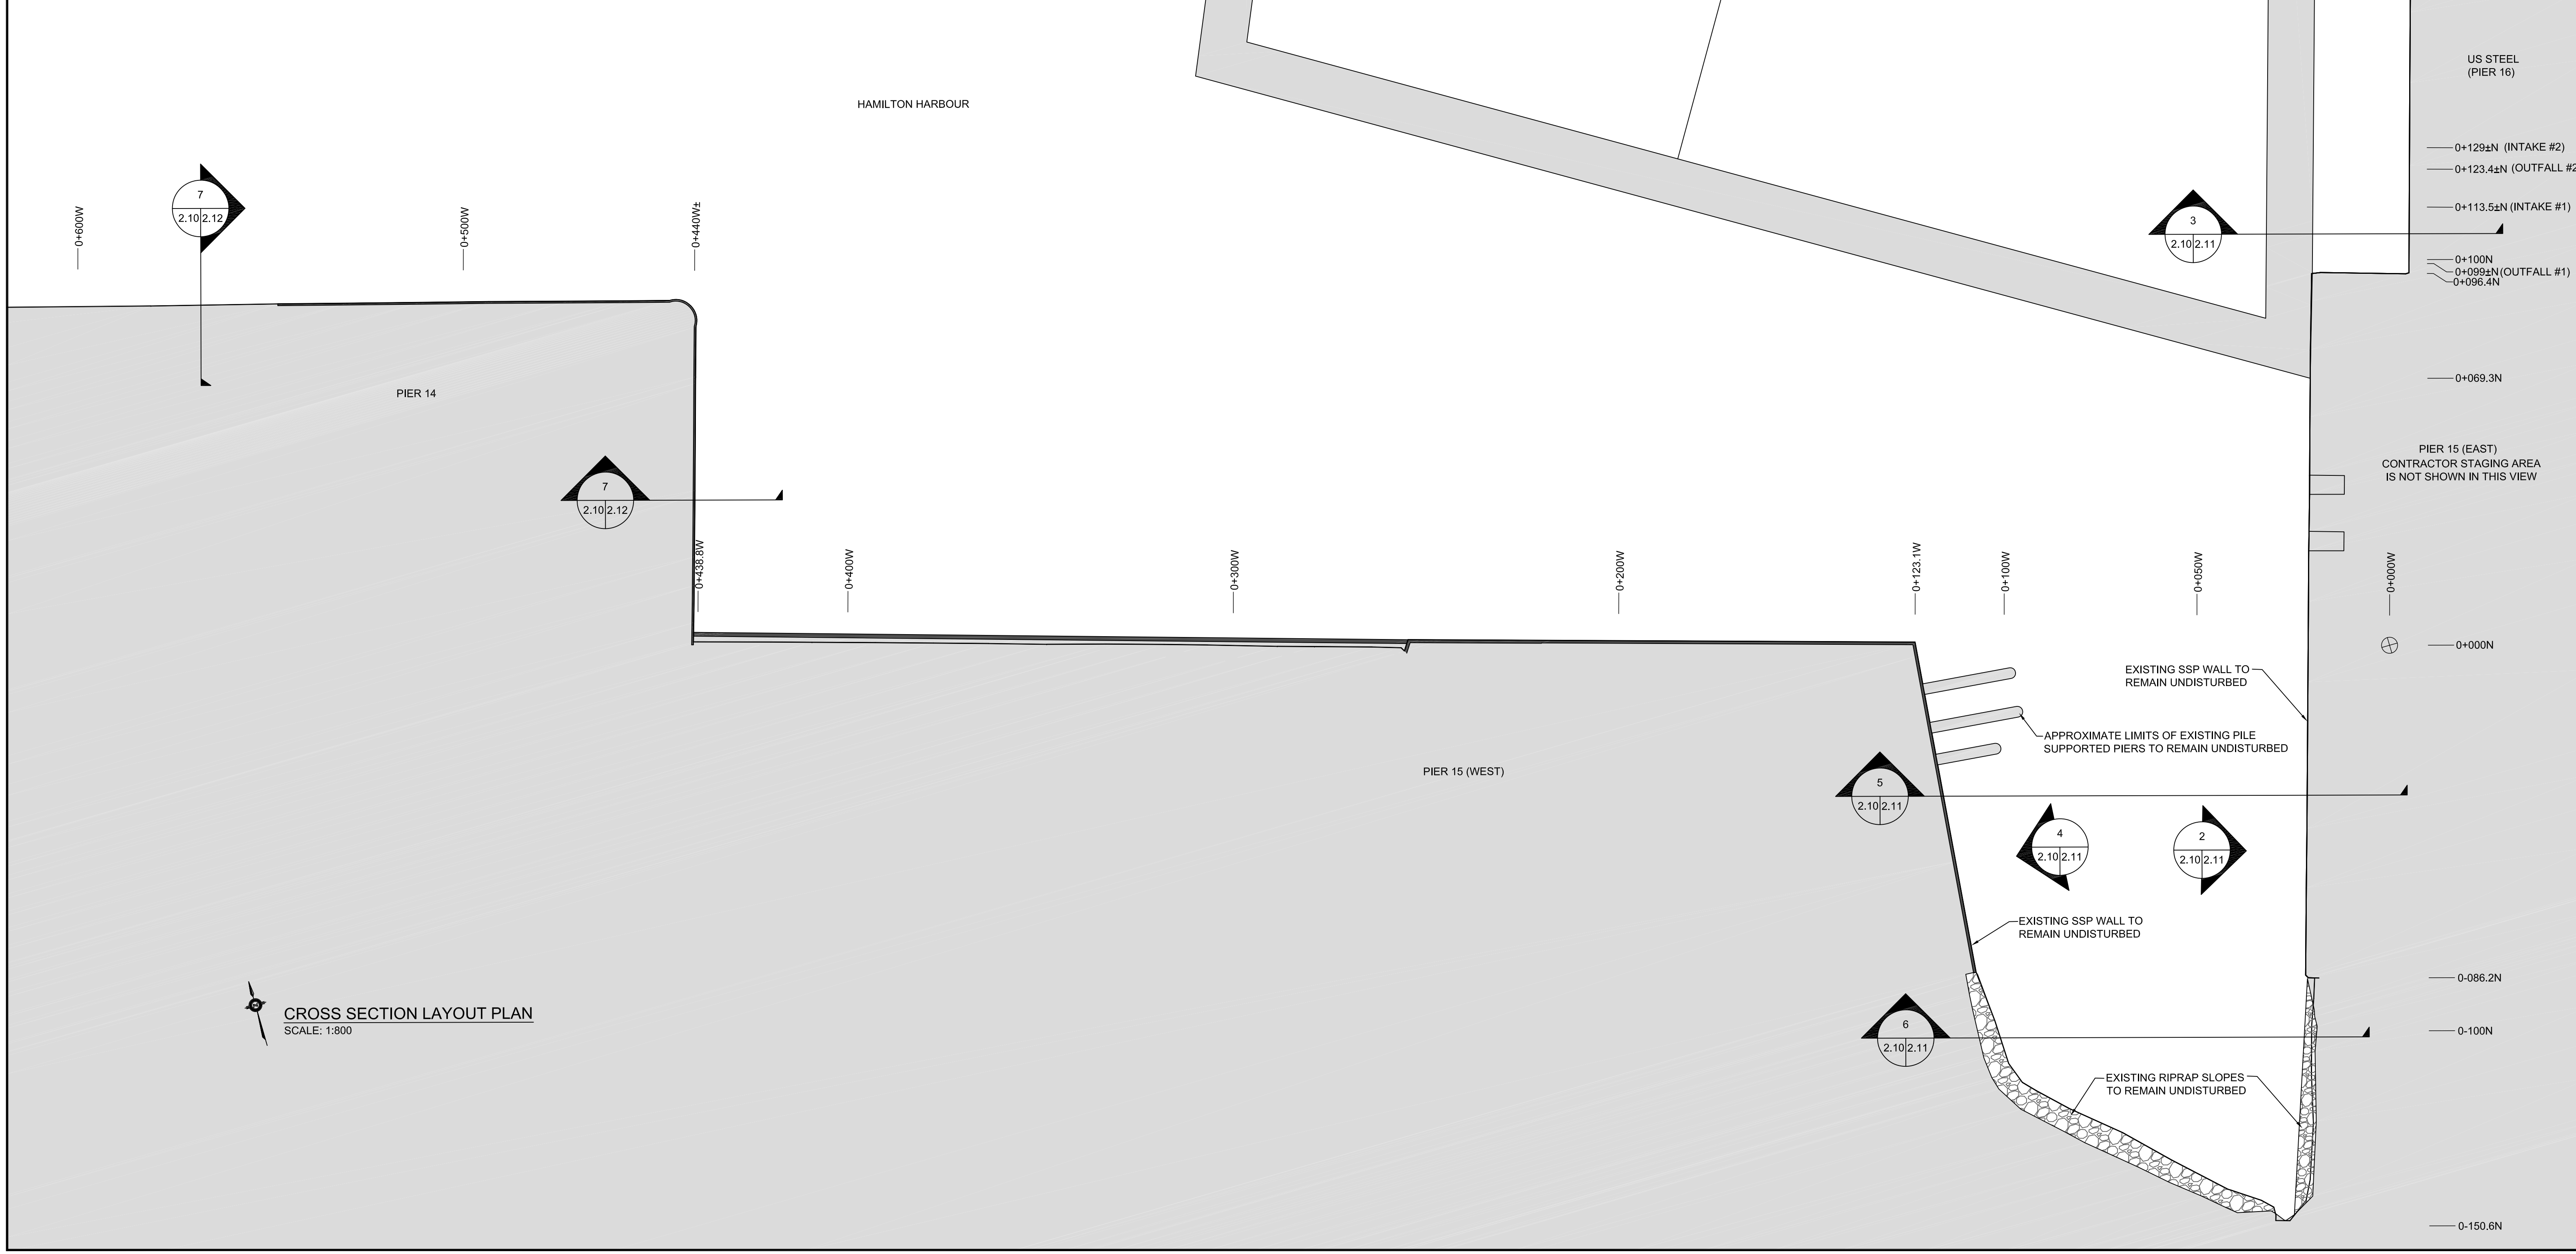 US STEEL
(PIER 16)
HAMILTON HARBOUR
0+129±N (INTAKE #2)
0+123.4±N (OUTFALL #2
0+113.5±N (INTAKE #1)
0+100N
0+099±N (OUTFALL #1)
0+096.4N
0+069.3N
7
2.10 2.12
0+600W
0+500W
0+440W±
3
2.10 2.11
PIER 14
PIER 15 (EAST)
CONTRACTOR STAGING AREA
IS NOT SHOWN IN THIS VIEW
7
2.10 2.12
0+438.8W
0+400W
0+300W
0+200W
0+123.1W
0+100W
0+050W
0+000W
0+000N
EXISTING SSP WALL TO
REMAIN UNDISTURBED
APPROXIMATE LIMITS OF EXISTING PILE
SUPPORTED PIERS TO REMAIN UNDISTURBED
PIER 15 (WEST)
5
2.10 2.11
4
2.10 2.11
2
2.10 2.11
EXISTING SSP WALL TO
REMAIN UNDISTURBED
0-086.2N
CROSS SECTION LAYOUT PLAN
SCALE: 1:800
6
2.10 2.11
0-100N
EXISTING RIPRAP SLOPES
TO REMAIN UNDISTURBED
0-150.6N